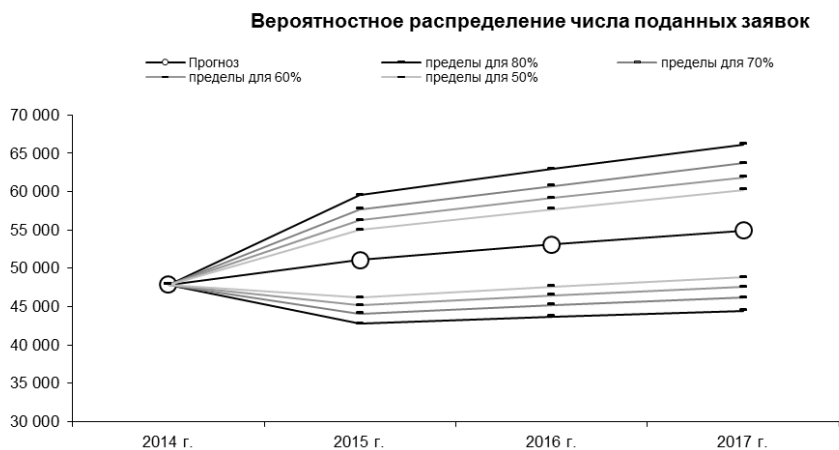 Вероятностное распределение числа поданных заявок
Прогноз пределы для 80% пределы для 70%
пределы для 60% пределы для 50%
70 000
65 000
60 000
55 000
50 000
45 000
40 000
35 000
30 000
2014 г. 2015 г. 2016 г. 2017 г.